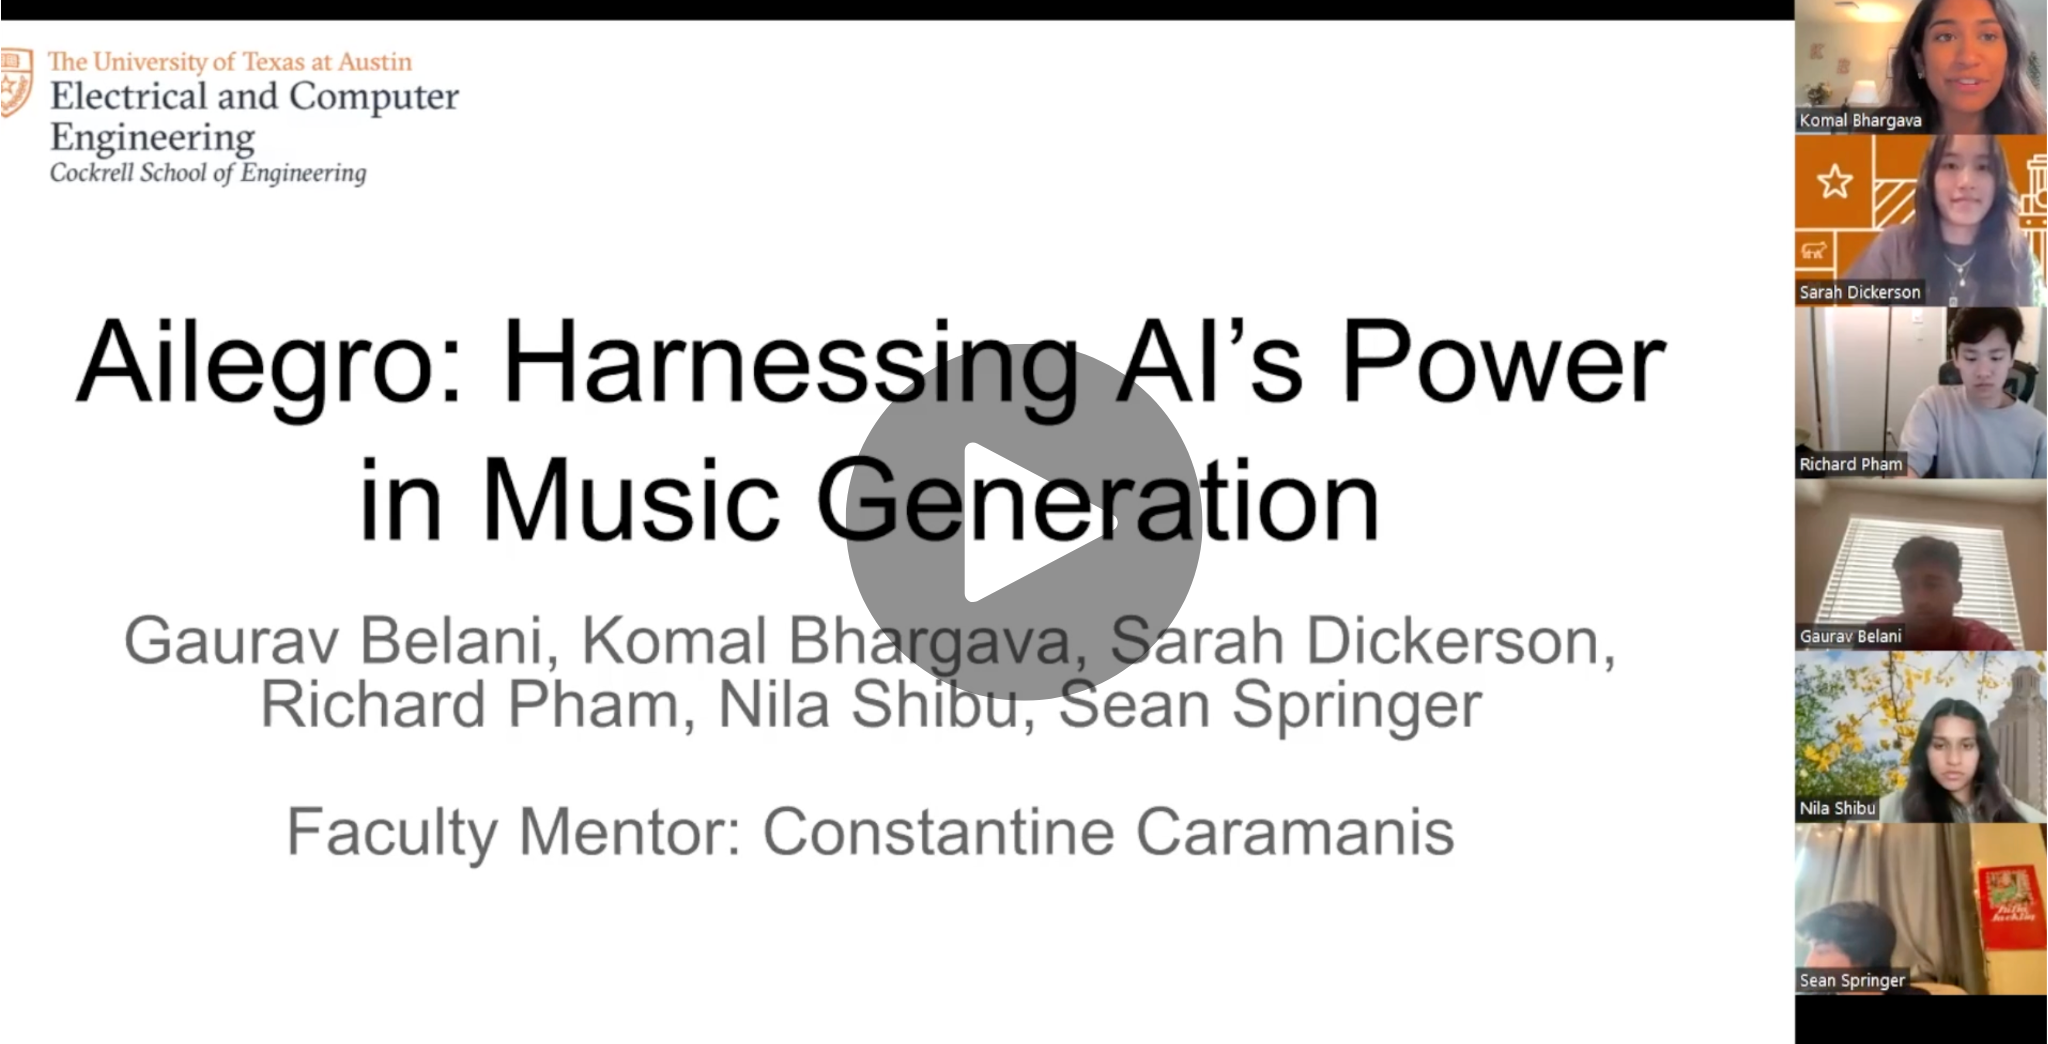 The University of Texas at Austin
Electrical and Computer
Engineering
Cockrell School of Engineering
Ailegro: Harnessing AI’s Power
in Music Generation
Gaurav Belani, Komal Bhargava, Sarah Dickerson,
Richard Pham, Nila Shibu, Sean Springer
Faculty Mentor: Constantine Caramanis
Komal Bhargava
Sarah Dickerson
Richard Pham
Gaurav Belani
Nila Shibu
Sean Springer